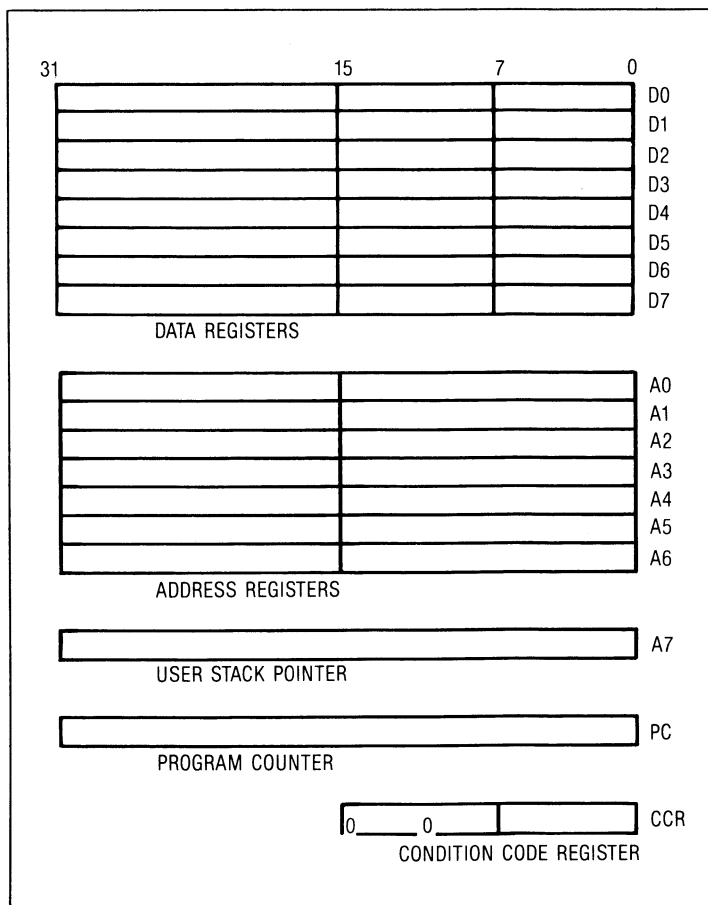 31 15 7 0
D0
D1
D2
D3
D4
D5
D6
D7
DATA REGISTERS
A0
A1
A2
A3
A4
A5
A6
ADDRESS REGISTERS
A7
USER STACK POINTER
PC
PROGRAM COUNTER
0 0 CCR
CONDITION CODE REGISTER